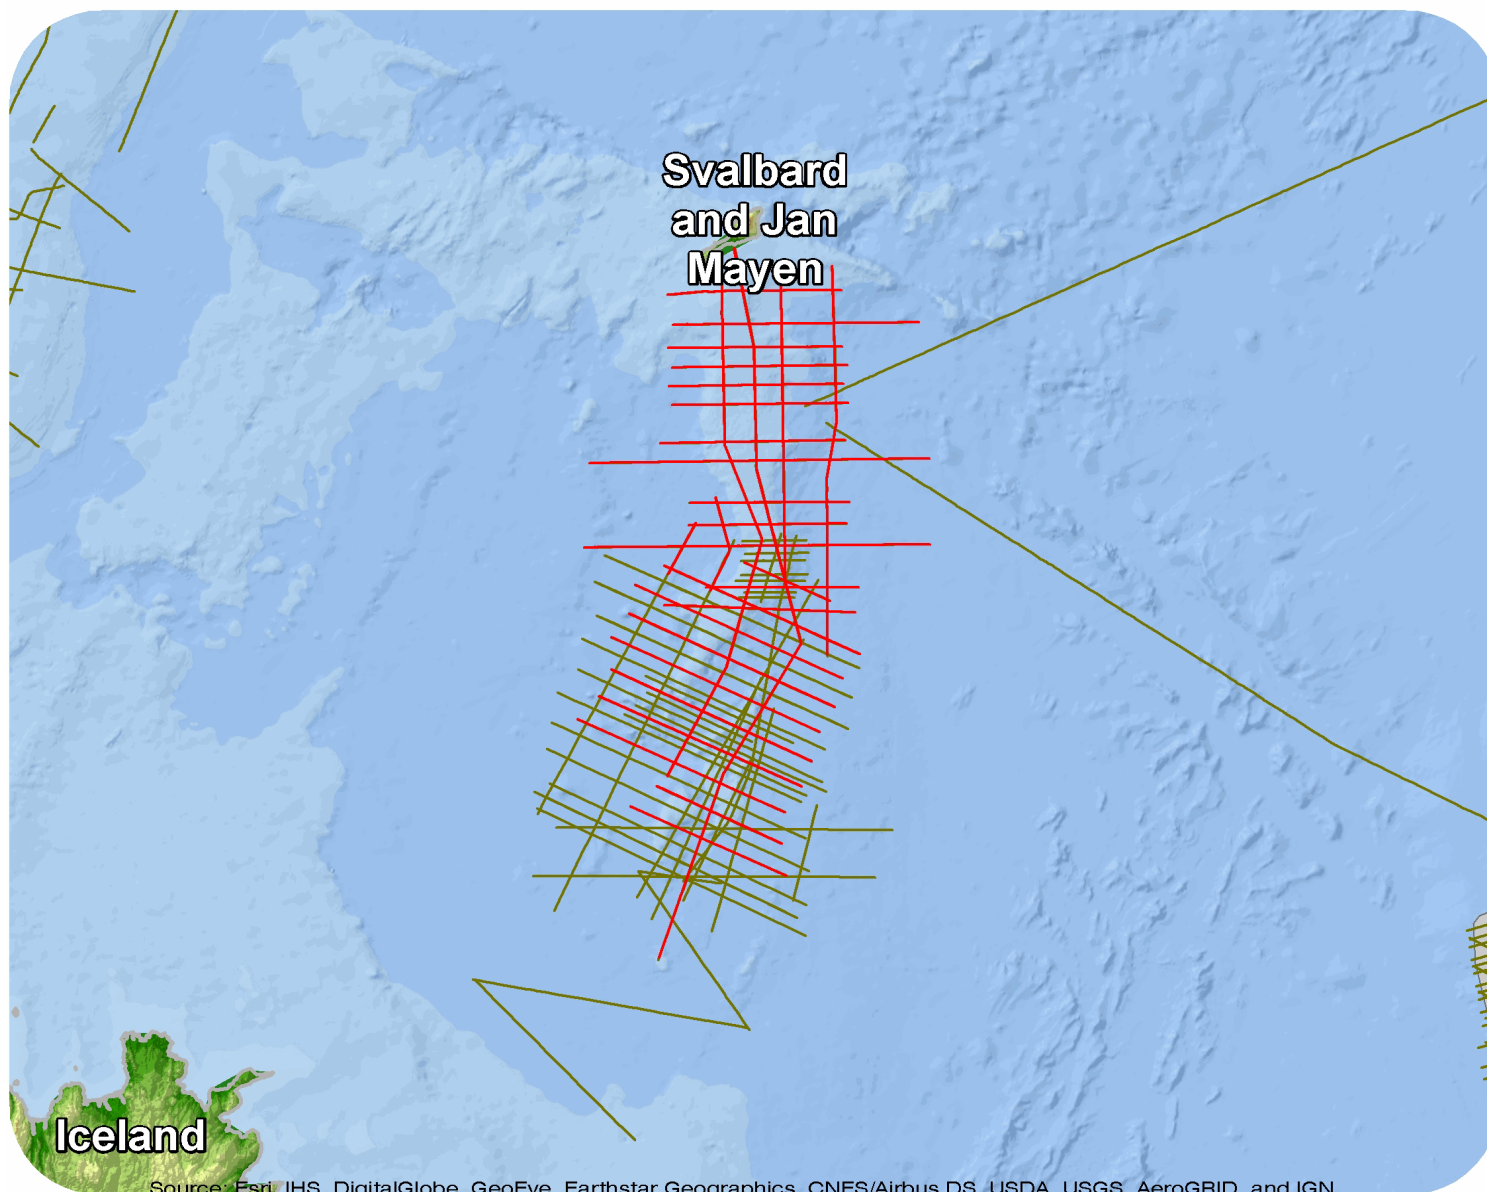 Svalbard
and Jan
Mayen
Iceland
Source: Esri, IHS, DigitalGlobe, GeoEye, Earthstar Geographics, CNES/Airbus DS, USDA, USGS, AeroGRID, and IGN